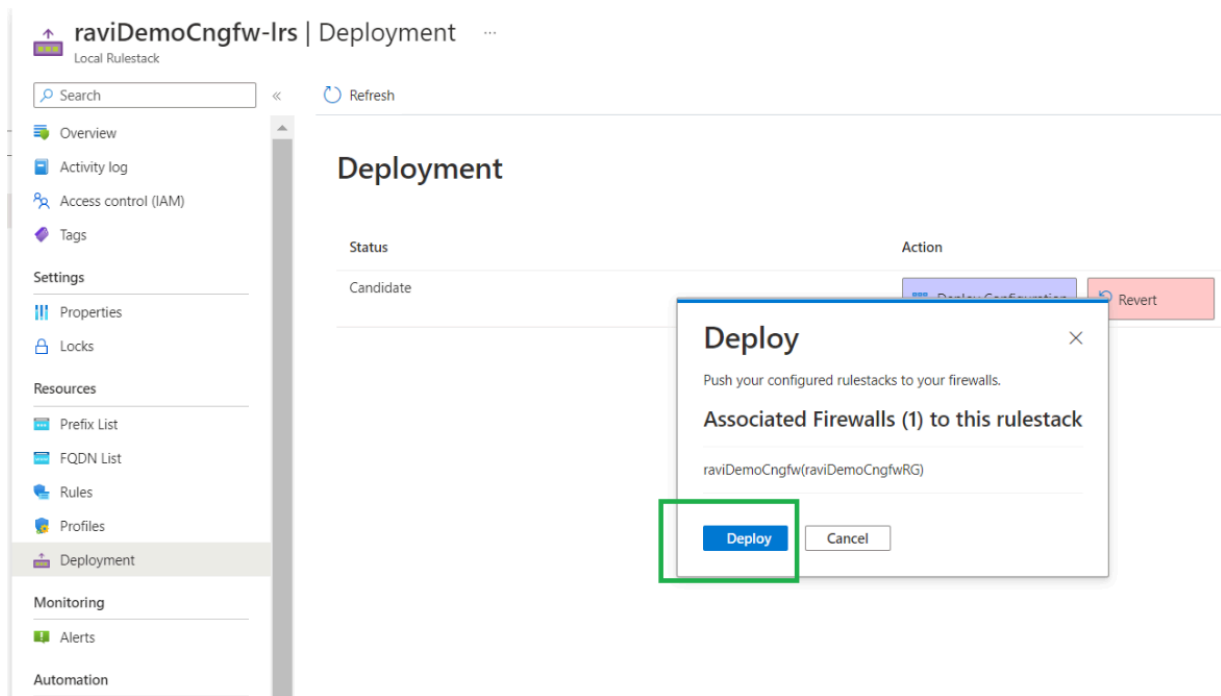 raviDemoCngfw-lrs | Deployment ...
Local Rulestack
Search
«
Refresh
Overview
Activity log
Access control (IAM)
Tags
Settings
Properties
Locks
Resources
Prefix List
FQDN List
Rules
Profiles
Deployment
Monitoring
Alerts
Automation
Deployment
Status Action
Candidate
Deploy Configuration
Revert
Deploy
Push your configured rulestacks to your firewalls.
Associated Firewalls (1) to this rulestack
raviDemoCngfw(raviDemoCngfwRG)
Deploy Cancel